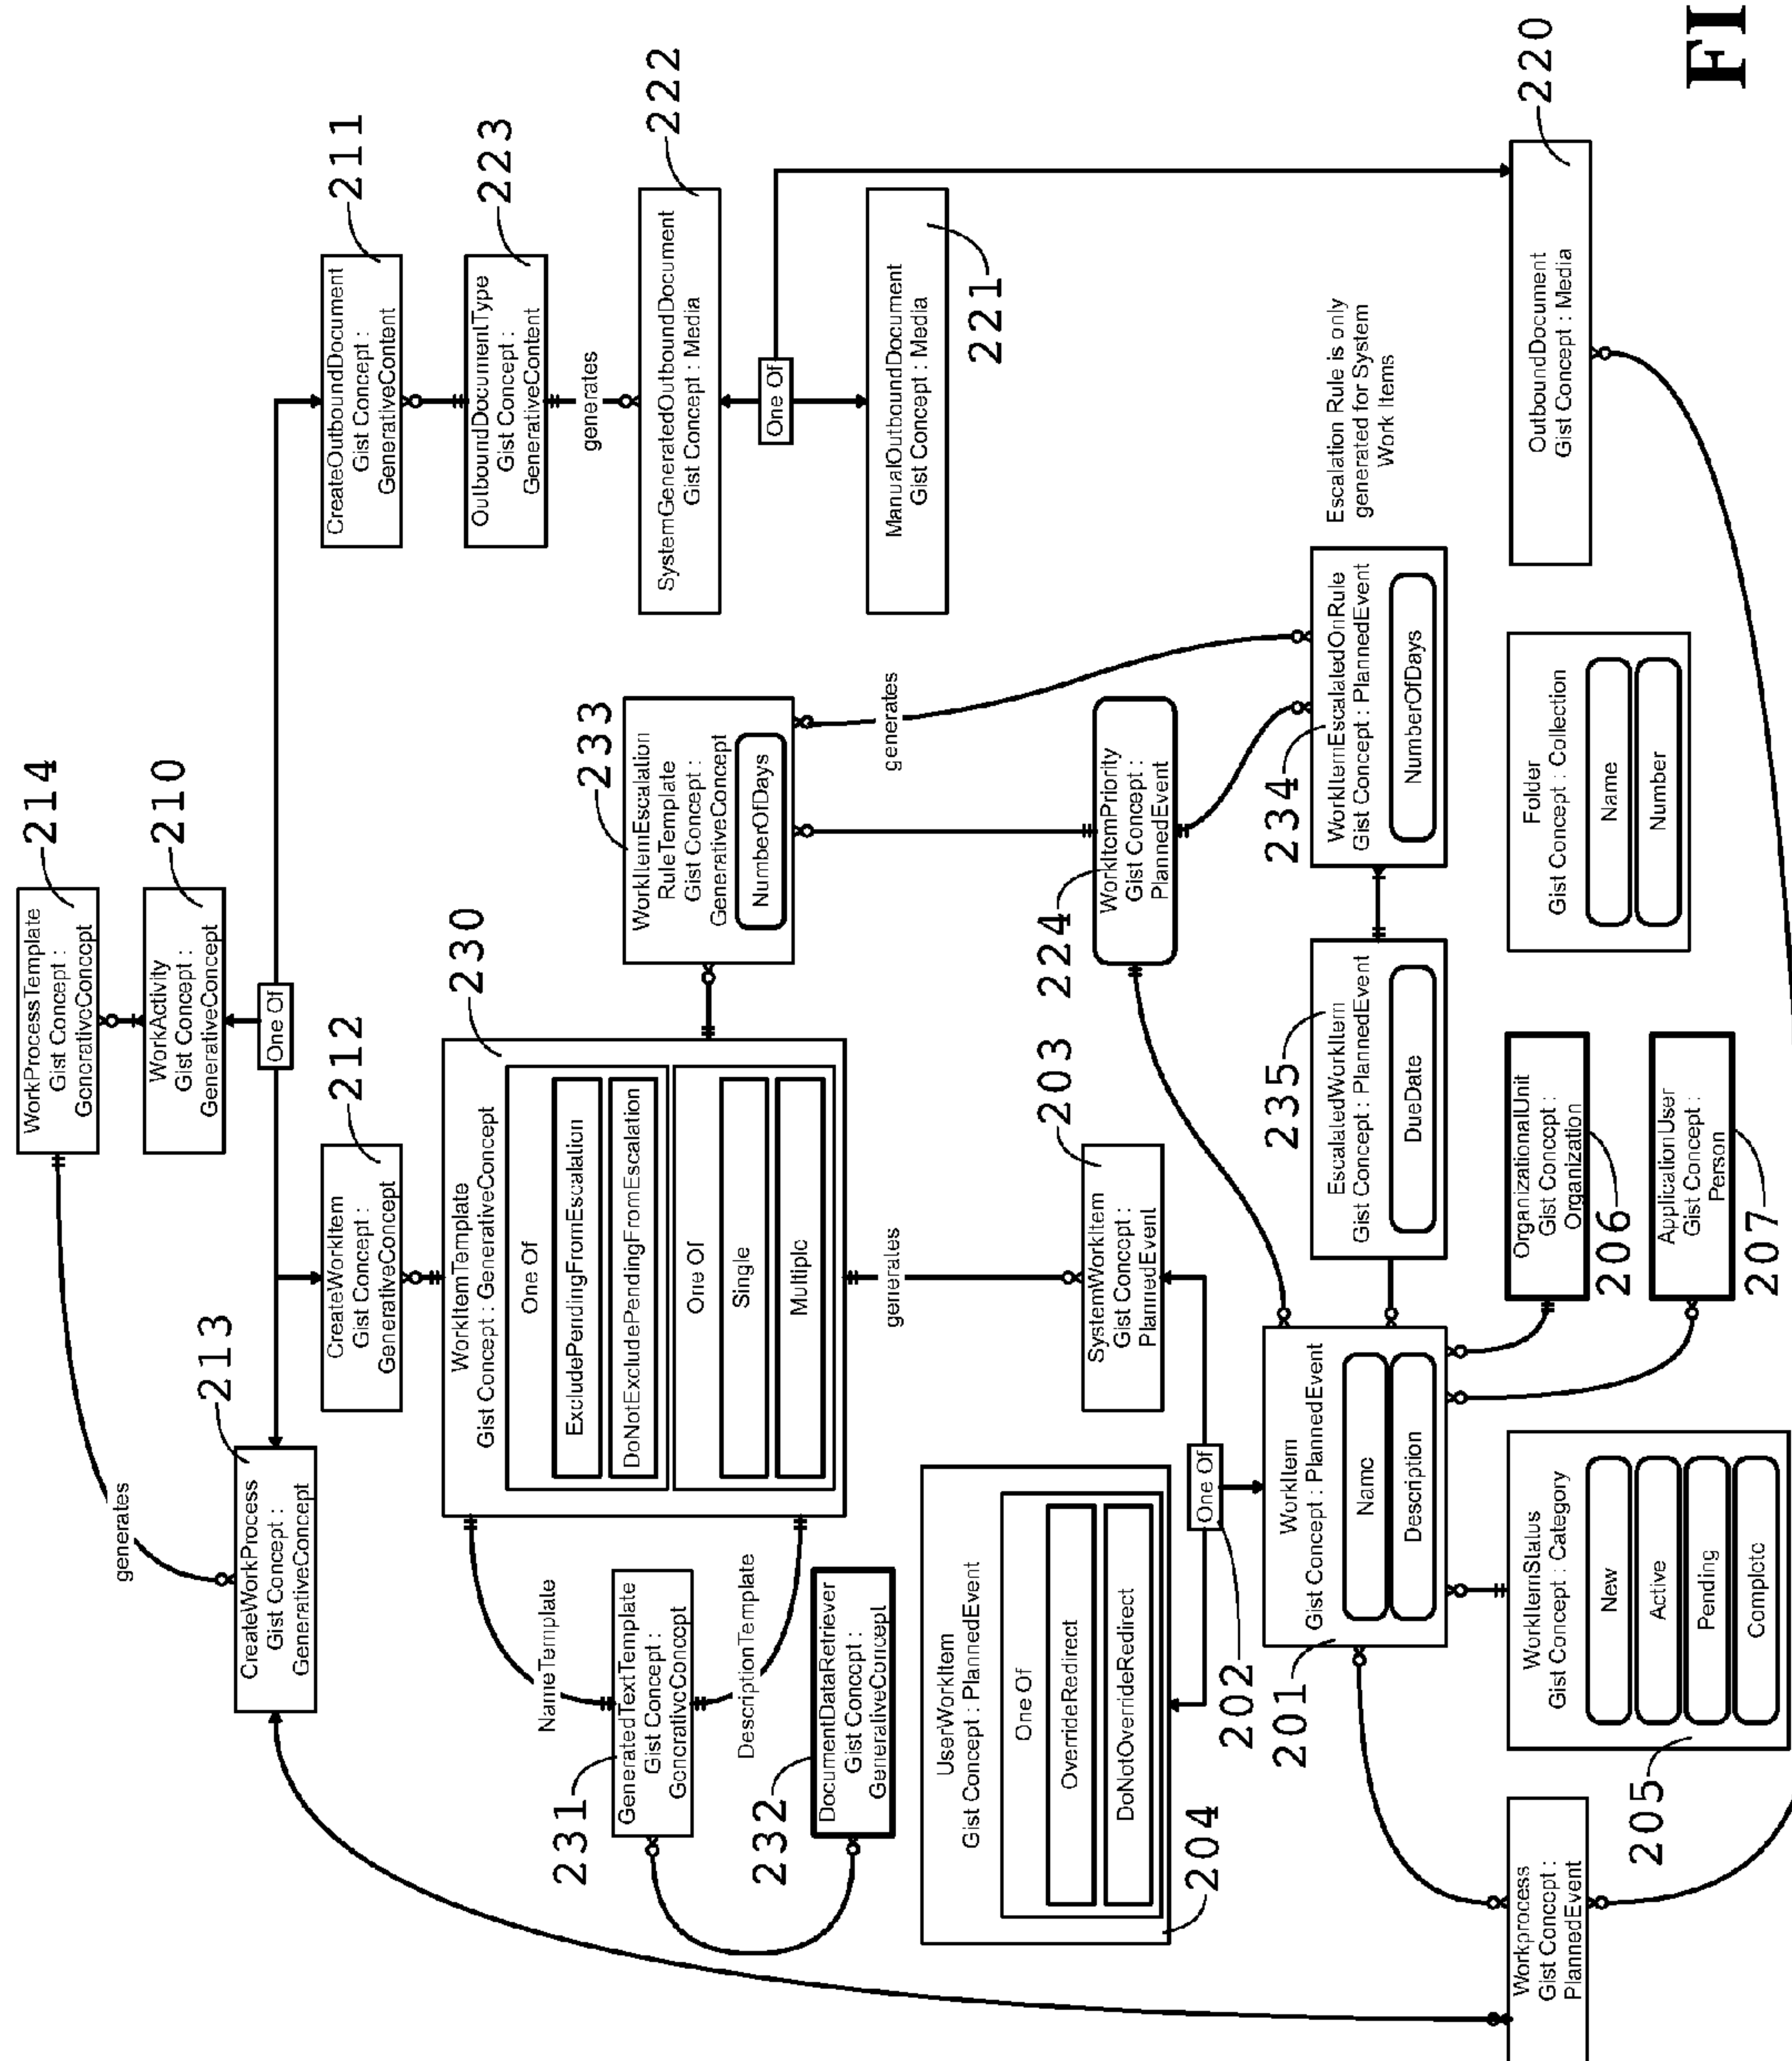 WorkProcessTemplate
Gist Concept :
GenerativeConcept
214
WorkActivity
Gist Concept :
GenerativeConcept
210
One Of
generates
CreateWorkProcess
Gist Concept :
GenerativeConcept
213
CreateWorkItem
Gist Concept :
GenerativeConcept
212
CreateOutboundDocument
Gist Concept :
GenerativeContent
211
OutboundDocumentType
Gist Concept :
GenerativeContent
223
generates
SystemGeneratedOutboundDocument
Gist Concept : Media
222
One Of
ManualOutboundDocument
Gist Concept : Media
221
WorkItemTemplate
Gist Concept : GenerativeConcept
One Of
ExcludePendingFromEscalation
DoNotExcludePendingFromEscalation
One Of
Single
Multiple
230
NameTemplate
GeneratedTextTemplate
Gist Concept :
GenerativeConcept
231
DescriptionTemplate
DocumentDataRetriever
Gist Concept :
GenerativeConcept
232
WorkItemEscalation
RuleTemplate
Gist Concept :
GenerativeConcept
NumberOfDays
233
generates
generates
UserWorkItem
Gist Concept : PlannedEvent
One Of
OverrideRedirect
DoNotOverrideRedirect
204
SystemWorkItem
Gist Concept :
PlannedEvent
203
WorkItemPriority
Gist Concept :
PlannedEvent
224
One Of
202
WorkItem
Gist Concept : PlannedEvent
Name
Description
201
EscalatedWorkItem
Gist Concept : PlannedEvent
DueDate
235
WorkItemEscalatedOnRule
Gist Concept : PlannedEvent
NumberOfDays
234
Escalation Rule is only
generated for System
Work Items
Workprocess
Gist Concept :
PlannedEvent
WorkItemStatus
Gist Concept : Category
New
Active
Pending
Complete
205
OrganizationalUnit
Gist Concept :
Organization
206
ApplicationUser
Gist Concept :
Person
207
Folder
Gist Concept : Collection
Name
Number
OutboundDocument
Gist Concept : Media
220
FI